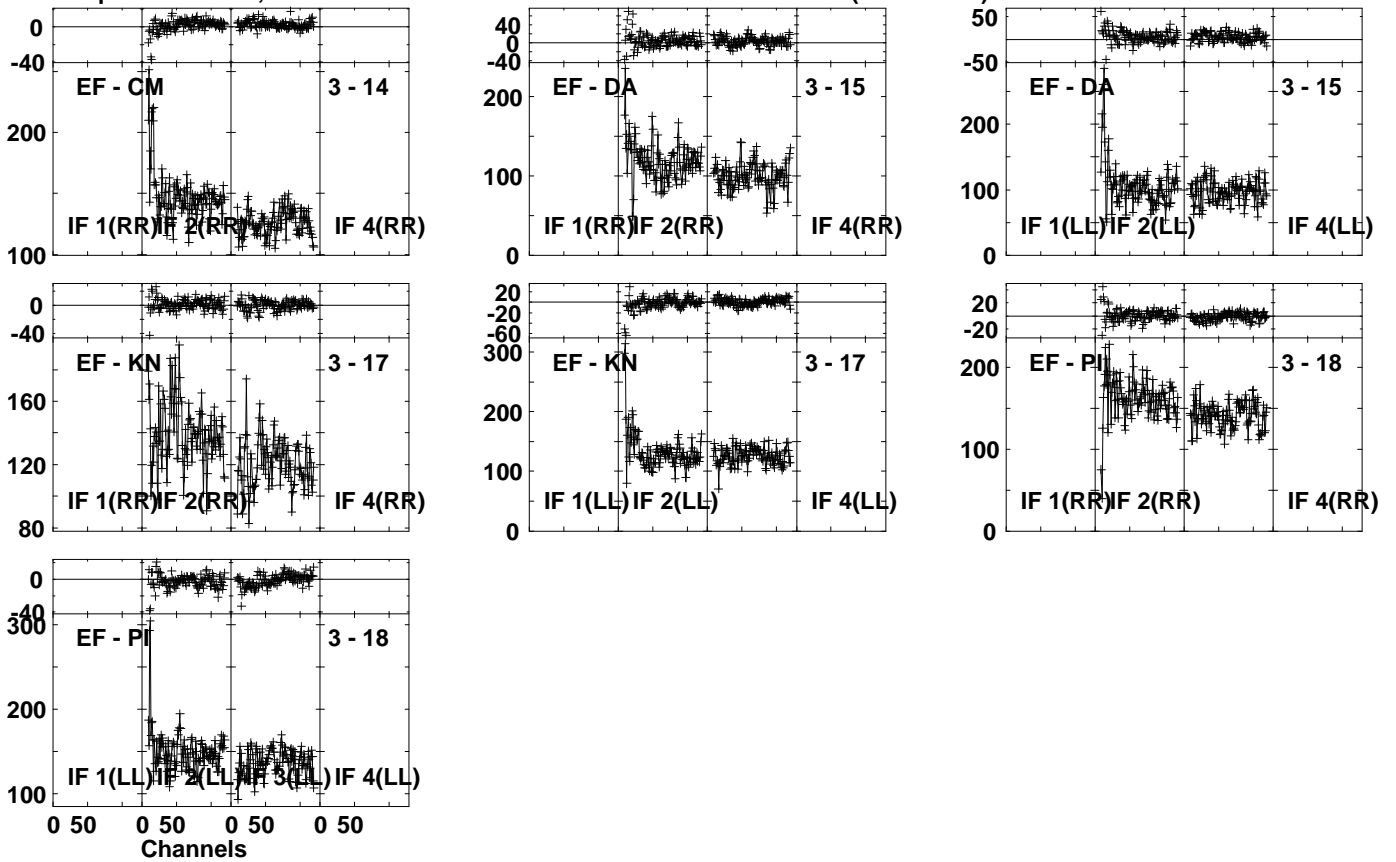 0
-40
EF - CM
3 - 14
200
100
IF 1(RR)
IF 2(RR)
IF 4(RR)
40
0
-40
EF - DA
3 - 15
200
100
0
IF 1(RR)
IF 2(RR)
IF 4(RR)
50
-50
EF - DA
3 - 15
200
100
0
IF 1(LL)
IF 2(LL)
IF 4(LL)
0
-40
EF - KN
3 - 17
160
120
80
IF 1(RR)
IF 2(RR)
IF 4(RR)
20
-20
-60
EF - KN
3 - 17
300
200
100
0
IF 1(LL)
IF 2(LL)
IF 4(LL)
20
-20
EF - PI
3 - 18
200
100
0
IF 1(RR)
IF 2(RR)
IF 4(RR)
0
-40
EF - PI
3 - 18
300
200
100
IF 1(LL)
IF 2(LL)
IF 3(LL)
IF 4(LL)
0 50 0 50 0 50 0 50
Channels